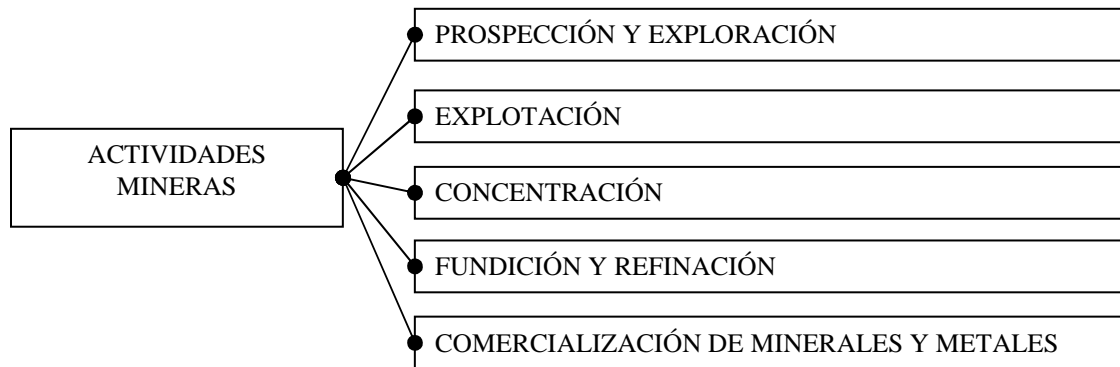 PROSPECCIÓN Y EXPLORACIÓN
EXPLOTACIÓN
ACTIVIDADES
MINERAS
CONCENTRACIÓN
FUNDICIÓN Y REFINACIÓN
COMERCIALIZACIÓN DE MINERALES Y METALES